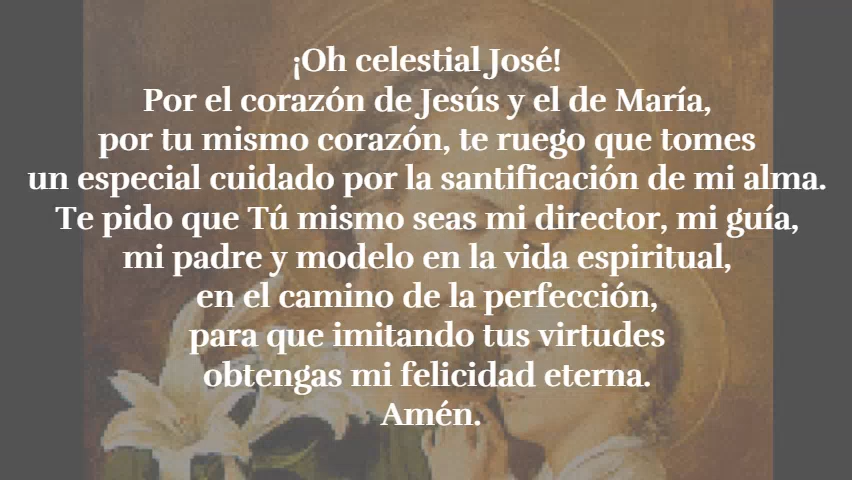 ¡Oh celestial José!
Por el corazón de Jesús y el de María,
por tu mismo corazón, te ruego que tomes
un especial cuidado por la santificación de mi alma.
Te pido que Tú mismo seas mi director, mi guía,
mi padre y modelo en la vida espiritual,
en el camino de la perfección,
para que imitando tus virtudes
obtengas mi felicidad eterna.
Amén.